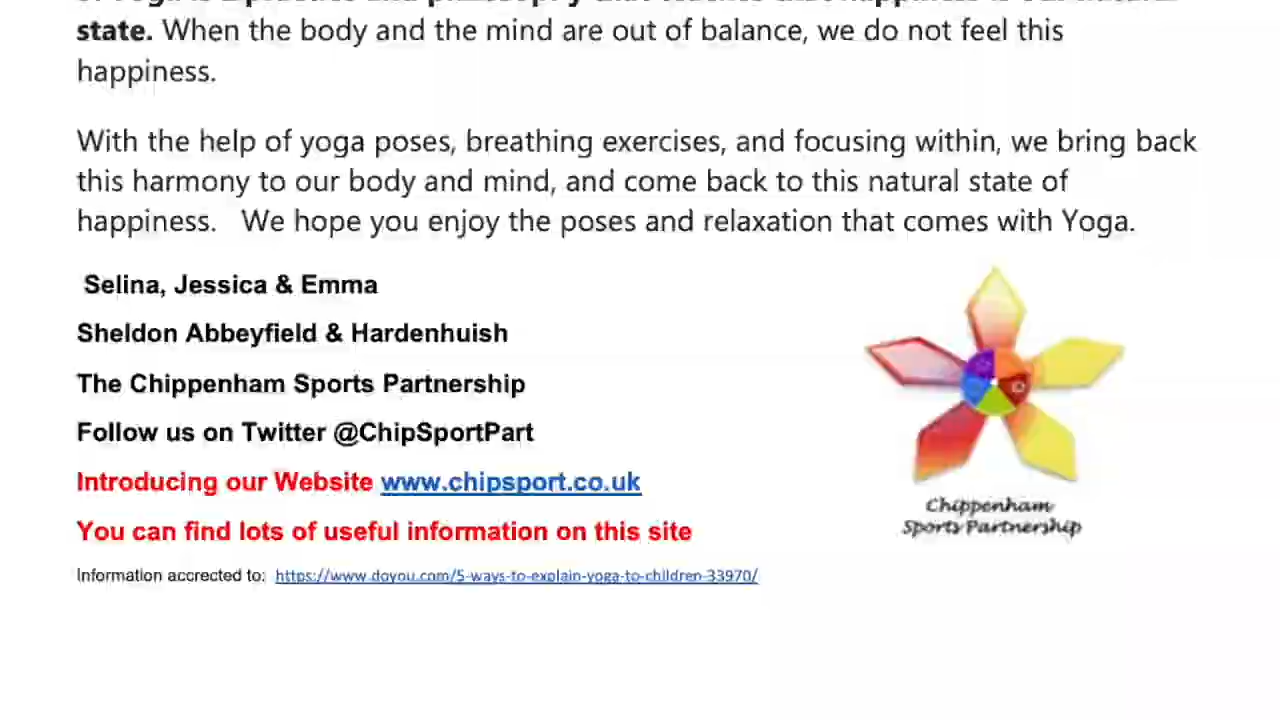 state. When the body and the mind are out of balance, we do not feel this
happiness.
With the help of yoga poses, breathing exercises, and focusing within, we bring back
this harmony to our body and mind, and come back to this natural state of
happiness. We hope you enjoy the poses and relaxation that comes with Yoga.
Selina, Jessica & Emma
Sheldon Abbeyfield & Hardenhuish
The Chippenham Sports Partnership
Follow us on Twitter @ChipSportPart
Introducing our Website www.chipsport.co.uk
You can find lots of useful information on this site
Chippenham
Sports Partnership
Information accrected to: https://www.doyou.com/5-ways-to-explain-yoga-to-children-33970/